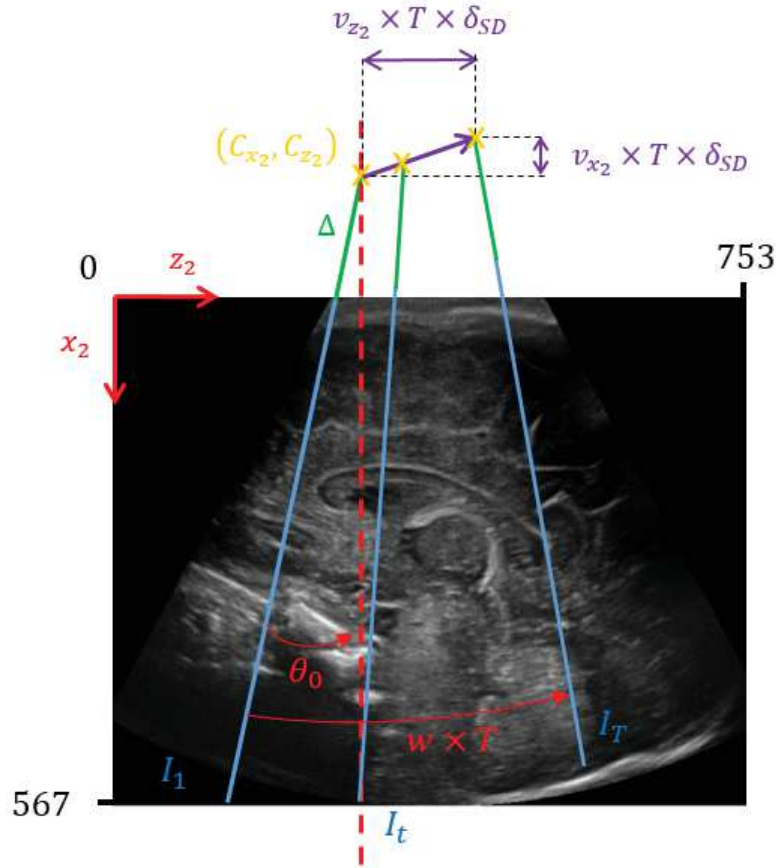 v_{z_2} × T × δ_{SD}
(C_{x_2}, C_{z_2})
v_{x_2} × T × δ_{SD}
Δ
0
z_2
753
x_2
θ_0
w × T
I_T
I_1
567
I_t